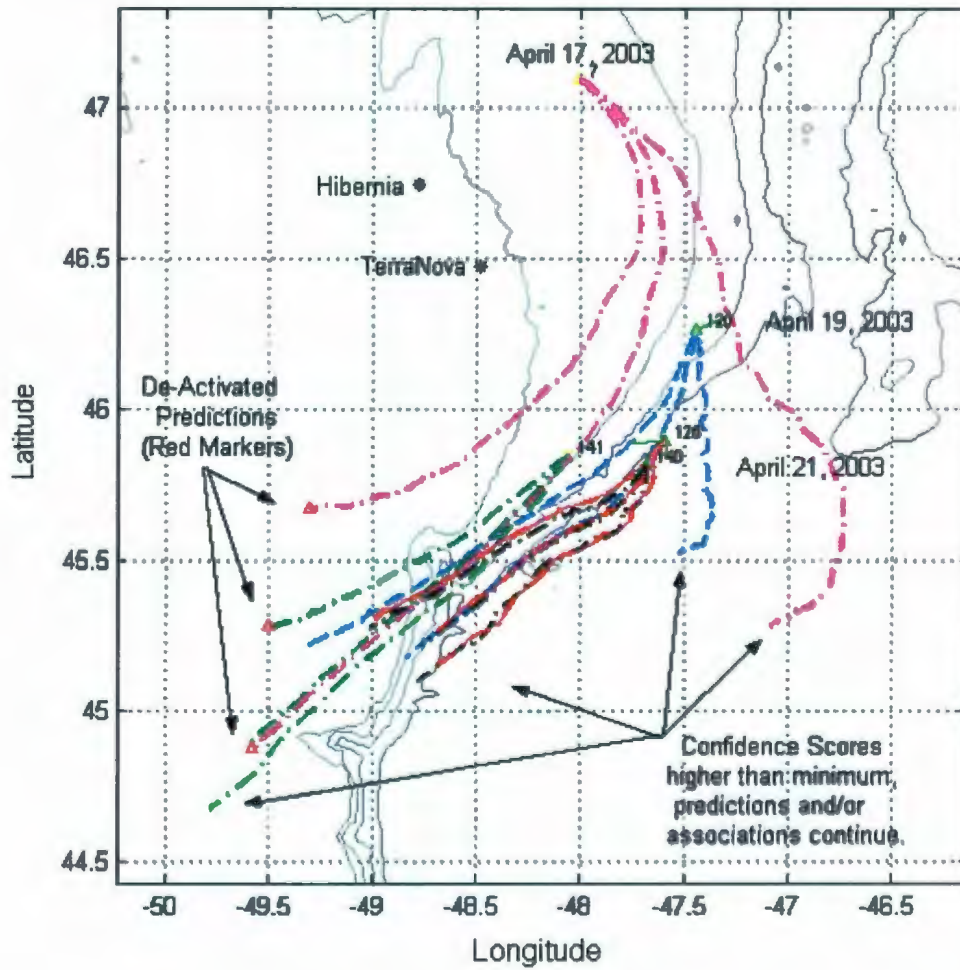 April 17, 2003
7
47
Hibernia
TerraNova
46.5
120
April 19, 2003
De-Activated
Predictions
(Red Markers)
46
126
141
140
April 21, 2003
45.5
45
Confidence Scores
higher than minimum,
predictions and/or
associations continue.
44.5
-50
-49.5
-49
-48.5
-48
-47.5
-47
-46.5
Latitude
Longitude